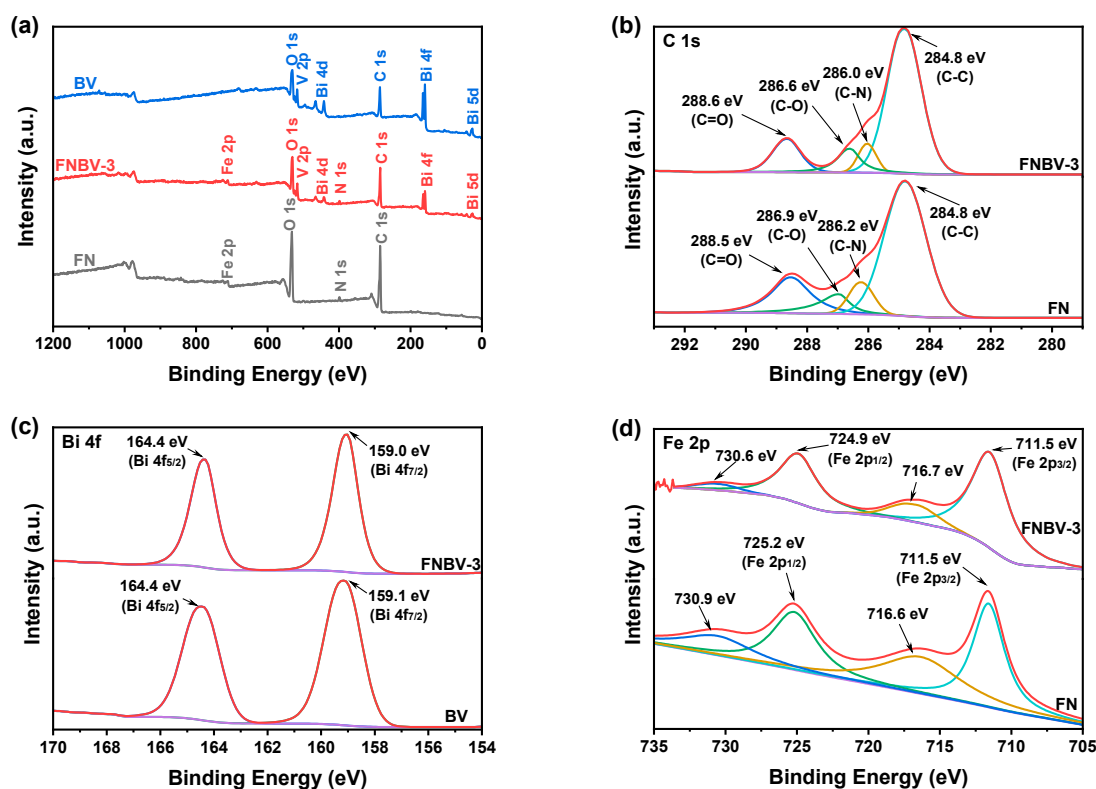 (a)
BV
O 1s
V 2p
Bi 4d
C 1s
Bi 4f
Bi 5d
FNBV-3
Fe 2p
O 1s
V 2p
Bi 4d
N 1s
C 1s
Bi 4f
Bi 5d
FN
Fe 2p
O 1s
N 1s
C 1s
Intensity (a.u.)
1200 1000 800 600 400 200 0
Binding Energy (eV)
(b)
C 1s
284.8 eV
(C-C)
286.0 eV
(C-N)
286.6 eV
(C-O)
288.6 eV
(C=O)
FNBV-3
284.8 eV
(C-C)
286.2 eV
(C-N)
286.9 eV
(C-O)
288.5 eV
(C=O)
FN
Intensity (a.u.)
292 290 288 286 284 282 280
Binding Energy (eV)
(c)
Bi 4f
164.4 eV
(Bi 4f5/2)
159.0 eV
(Bi 4f7/2)
FNBV-3
164.4 eV
(Bi 4f5/2)
159.1 eV
(Bi 4f7/2)
BV
Intensity (a.u.)
170 168 166 164 162 160 158 156 154
Binding Energy (eV)
(d)
Fe 2p
730.6 eV
724.9 eV
(Fe 2p1/2)
716.7 eV
711.5 eV
(Fe 2p3/2)
FNBV-3
730.9 eV
725.2 eV
(Fe 2p1/2)
716.6 eV
711.5 eV
(Fe 2p3/2)
FN
Intensity (a.u.)
735 730 725 720 715 710 705
Binding Energy (eV)